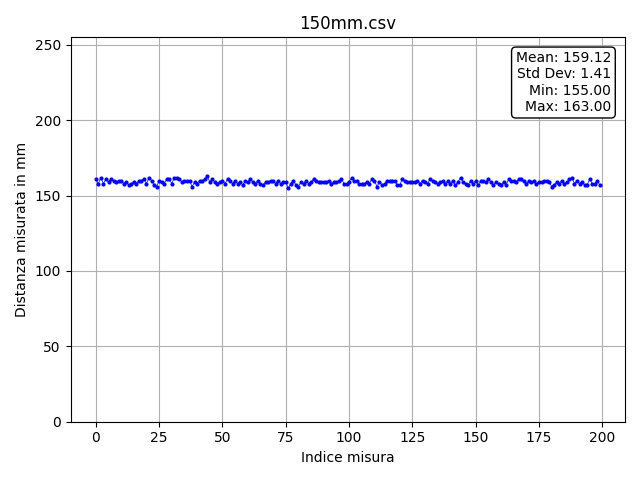 150mm.csv
Mean: 159.12
Std Dev: 1.41
Min: 155.00
Max: 163.00
Distanza misurata in mm
250
200
150
100
50
0
0 25 50 75 100 125 150 175 200
Indice misura